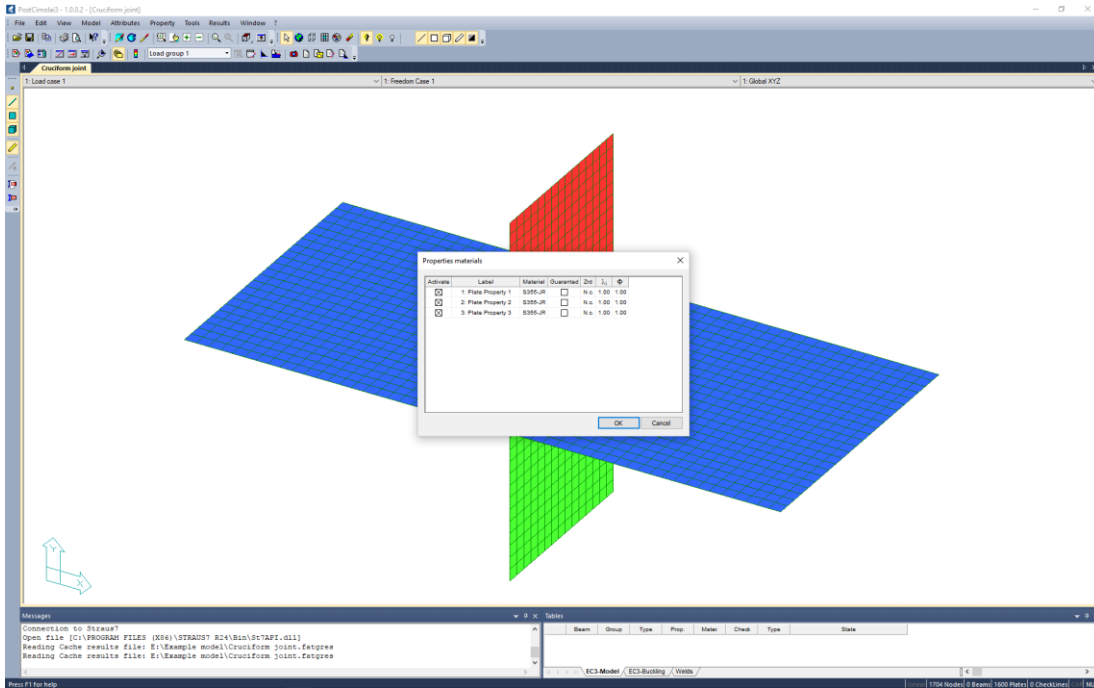 PostCimolai3 - 1.0.0.2 - [Cruciform joint]
File Edit View Model Attributes Property Tools Results Window ?
Load group 1
Cruciform joint
1: Load case 1
1: Freedom Case 1
1: Global XYZ
Properties materials
Activate Label Material Guaranted Zrd
1: Plate Property 1 S355-JR N.a. 1.00 1.00
2: Plate Property 2 S355-JR N.a. 1.00 1.00
3: Plate Property 3 S355-JR N.a. 1.00 1.00
OK Cancel
Y
X
Messages
Connection to Straus7
Open file [C:\PROGRAM FILES (X86)\STRAUS7 R24\Bin\St7API.dll]
Reading Cache results file: E:\Example model\Cruciform joint.fatgres
Reading Cache results file: E:\Example model\Cruciform joint.fatgres
Tables
Beam Group Type Prop. Mater. Check Type State
EC3-Model EC3-Buckling Welds
Press F1 for help
1704 Nodes 0 Beams 1600 Plates 0 CheckLines